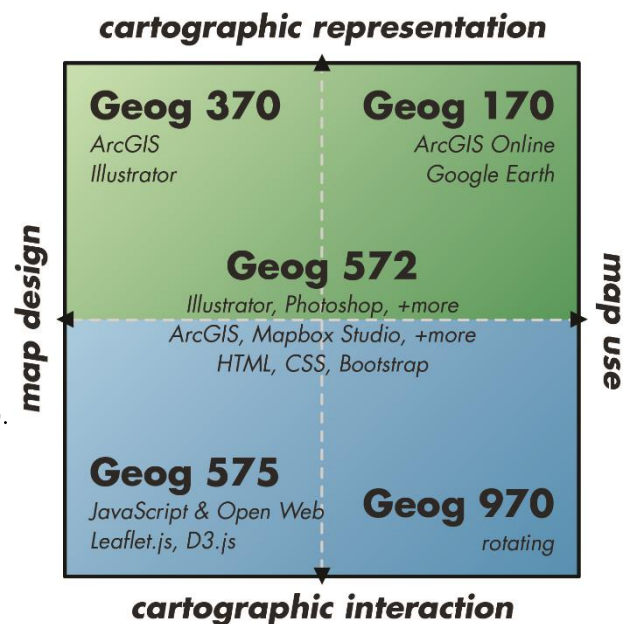 cartographic representation
Geog 370
ArcGIS
Illustrator
Geog 170
ArcGIS Online
Google Earth
map design
map use
Geog 572
Illustrator, Photoshop, +more
ArcGIS, Mapbox Studio, +more
HTML, CSS, Bootstrap
.
Geog 575
JavaScript & Open Web
Leaflet.js, D3.js
Geog 970
rotating
cartographic interaction